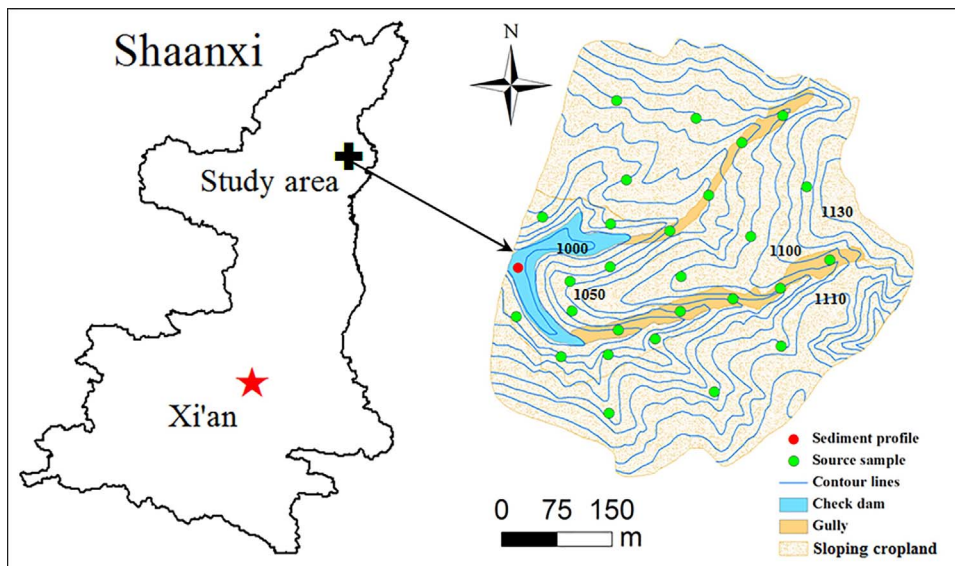 Shaanxi
N
Study area
Xi'an
1130
1000
1100
1050
1110
Sediment profile
Source sample
Contour lines
Check dam
Gully
Sloping cropland
0 75 150
m